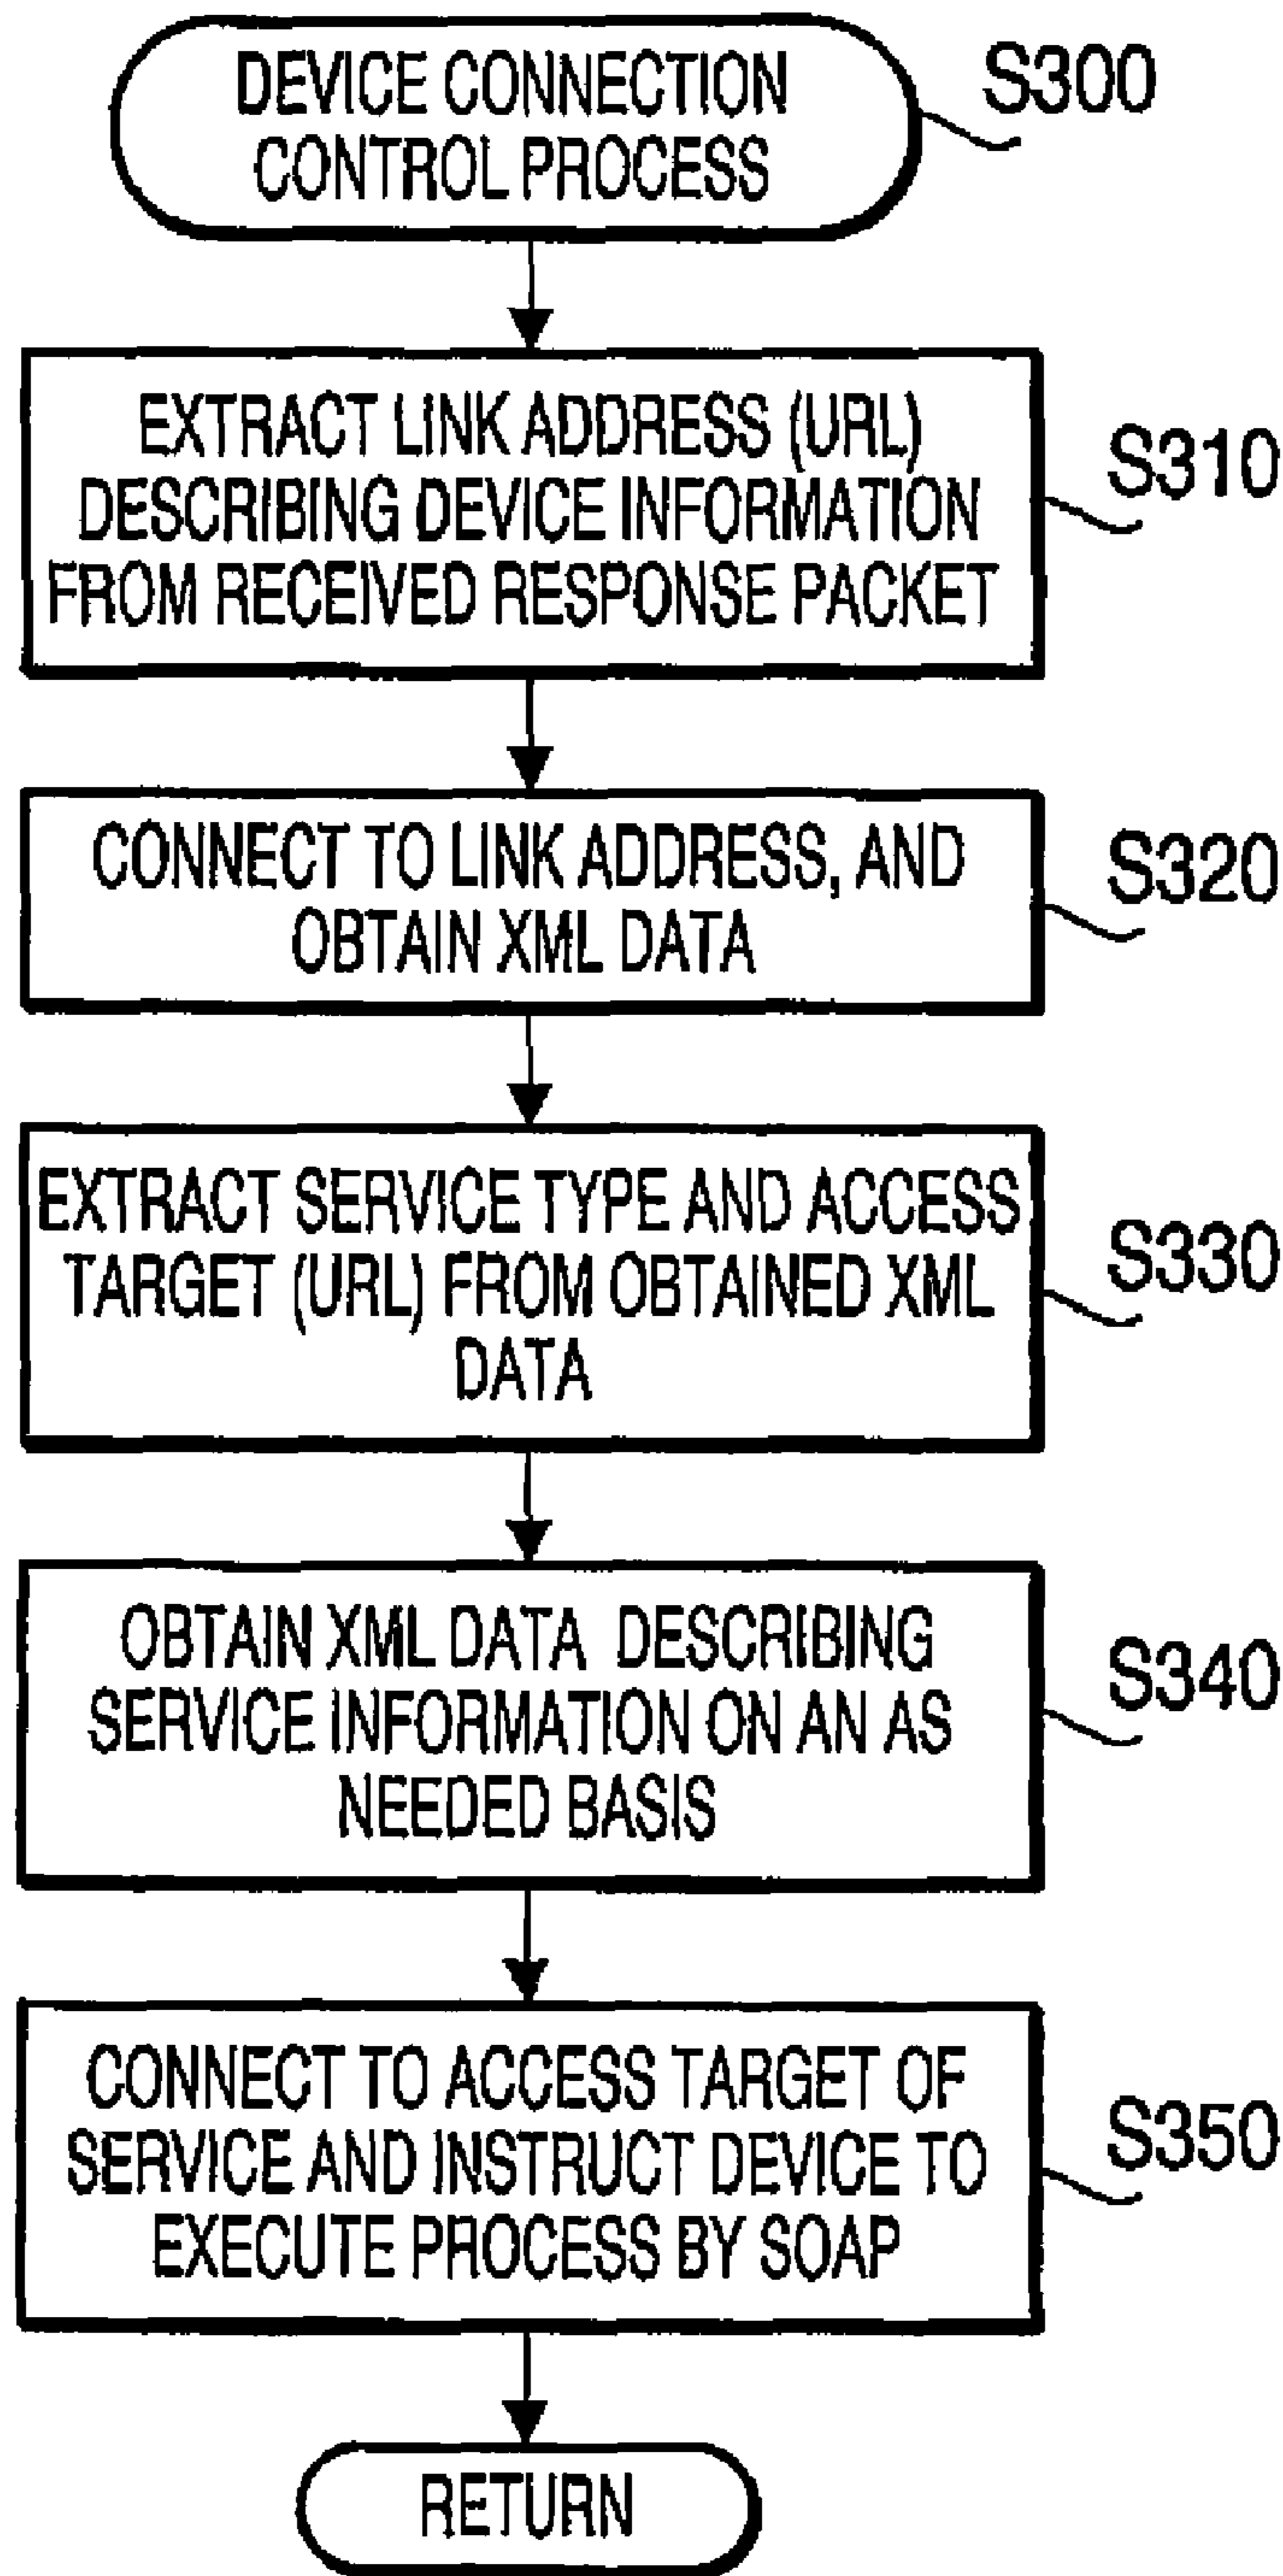 DEVICE CONNECTION
CONTROL PROCESS
S300
EXTRACT LINK ADDRESS (URL)
DESCRIBING DEVICE INFORMATION
FROM RECEIVED RESPONSE PACKET
S310
CONNECT TO LINK ADDRESS, AND
OBTAIN XML DATA
S320
EXTRACT SERVICE TYPE AND ACCESS
TARGET (URL) FROM OBTAINED XML
DATA
S330
OBTAIN XML DATA DESCRIBING
SERVICE INFORMATION ON AN AS
NEEDED BASIS
S340
CONNECT TO ACCESS TARGET OF
SERVICE AND INSTRUCT DEVICE TO
EXECUTE PROCESS BY SOAP
S350
RETURN